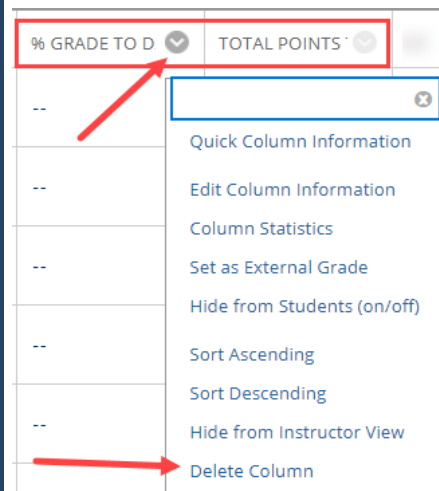 % GRADE TO D TOTAL POINTS
--
Quick Column Information
--
Edit Column Information
Column Statistics
--
Set as External Grade
Hide from Students (on/off)
--
Sort Ascending
Sort Descending
--
Hide from Instructor View
Delete Column